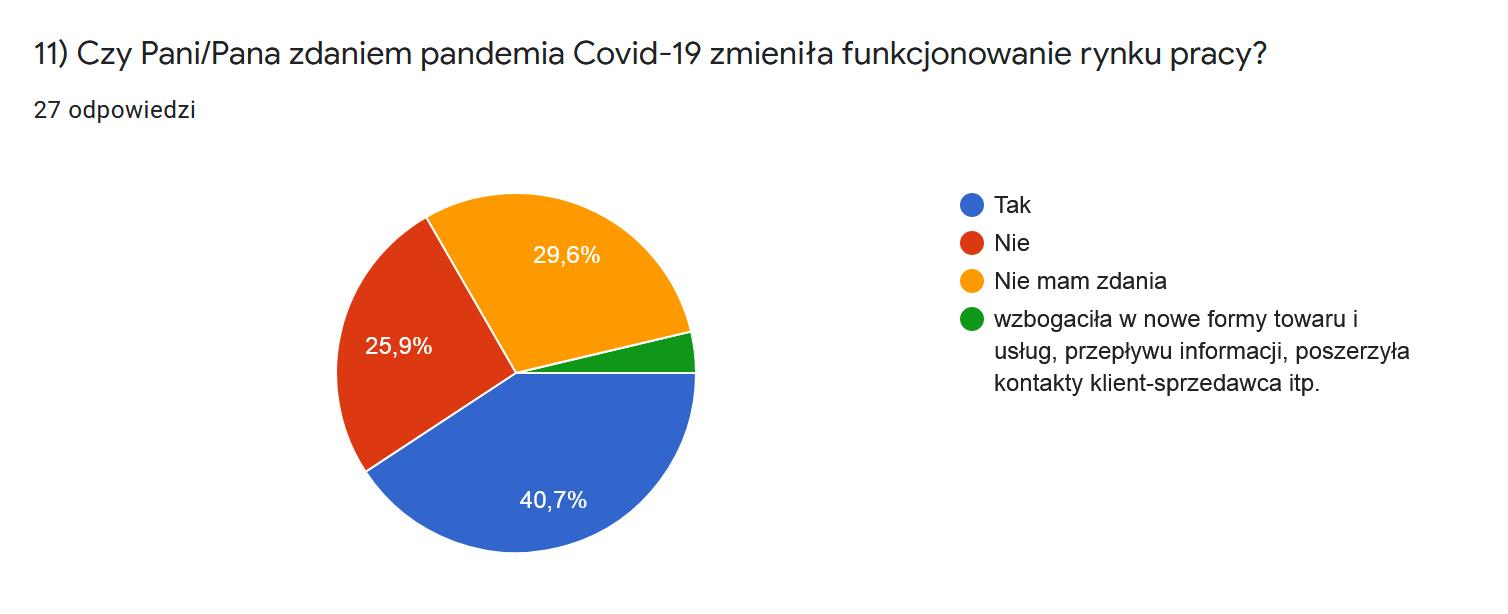 11) Czy Pani/Pana zdaniem pandemia Covid-19 zmieniła funkcjonowanie rynku pracy?
27 odpowiedzi
29,6%
25,9%
40,7%
Tak
Nie
Nie mam zdania
wzbogaciła w nowe formy towaru i
usług, przepływu informacji, poszerzyła
kontakty klient-sprzedawca itp.